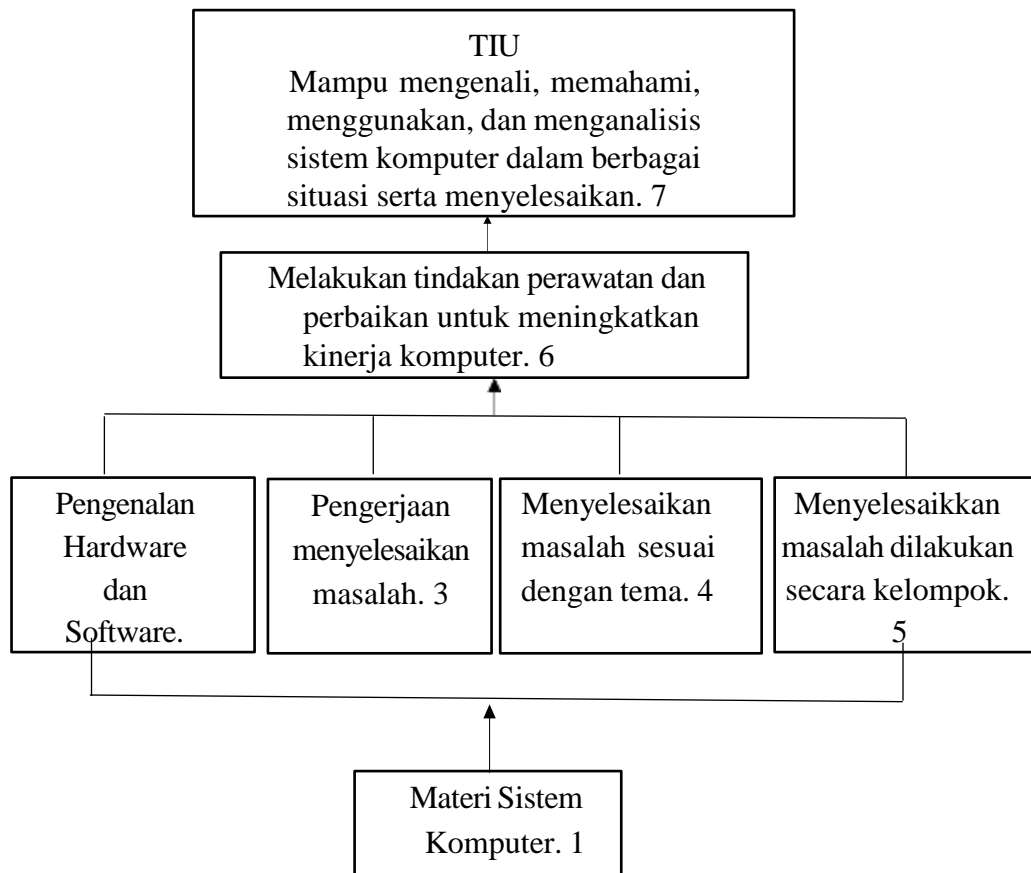 TIU
Mampu mengenali, memahami,
menggunakan, dan menganalisis
sistem komputer dalam berbagai
situasi serta menyelesaikan. 7
Melakukan tindakan perawatan dan
perbaikan untuk meningkatkan
kinerja komputer. 6
Pengenalan
Hardware
dan
Software.
Pengerjaan
menyelesaikan
masalah. 3
Menyelesaikan
masalah sesuai
dengan tema. 4
Menyelesaikkan
masalah dilakukan
secara kelompok.
5
Materi Sistem
Komputer. 1